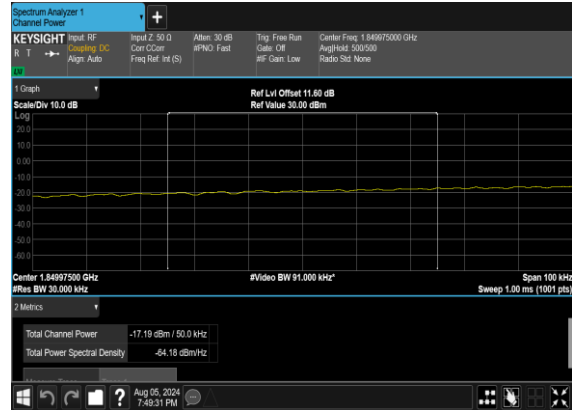 Spectrum Analyzer 1
Channel Power
+
KEYSIGHT
R T
LM
Input: RF
Coupling: DC
Align: Auto
Input Z: 50 Ω
Corr CCorr
Freq Ref: Int (S)
Atten: 30 dB
#PNO: Fast
Trig: Free Run
Gate: Off
#IF Gain: Low
Center Freq: 1.849975000 GHz
Avg|Hold: 500/500
Radio Std: None
1 Graph
Scale/Div 10.0 dB
Ref Lvl Offset 11.60 dB
Ref Value 30.00 dBm
Log
20.0
10.0
0.00
-10.0
-20.0
-30.0
-40.0
-50.0
-60.0
Center 1.84997500 GHz
#Res BW 30.000 kHz
#Video BW 91.000 kHz*
Span 100 kHz
Sweep 1.00 ms (1001 pts)
2 Metrics
Total Channel Power -17.19 dBm / 50.0 kHz
Total Power Spectral Density -64.18 dBm/Hz
?
Aug 05, 2024
7:49:31 PM